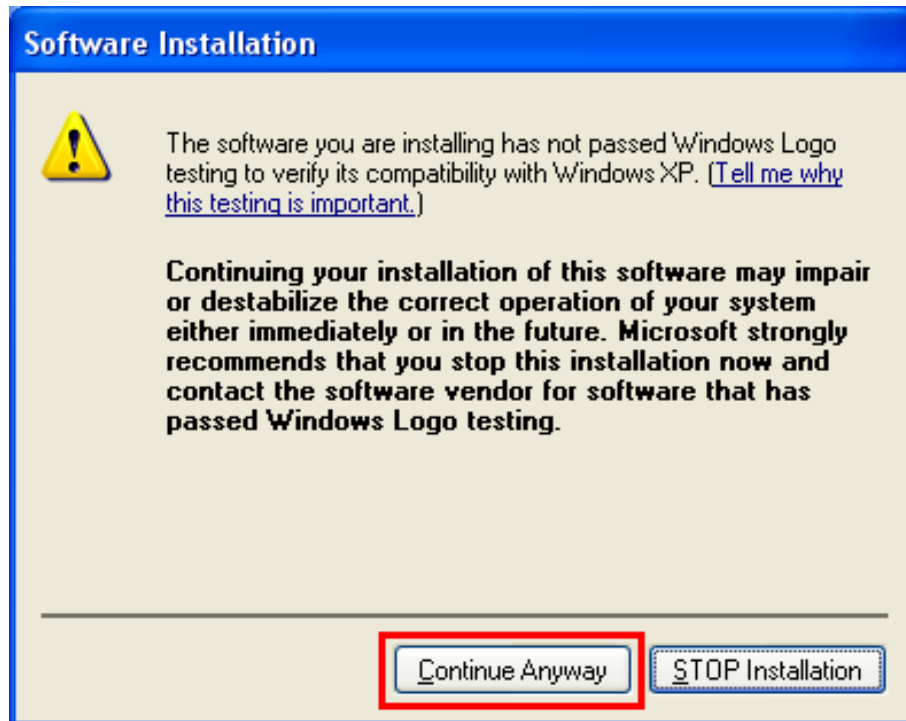 Software Installation
The software you are installing has not passed Windows Logo
testing to verify its compatibility with Windows XP. (Tell me why
this testing is important.)
Continuing your installation of this software may impair
or destabilize the correct operation of your system
either immediately or in the future. Microsoft strongly
recommends that you stop this installation now and
contact the software vendor for software that has
passed Windows Logo testing.
Continue Anyway STOP Installation